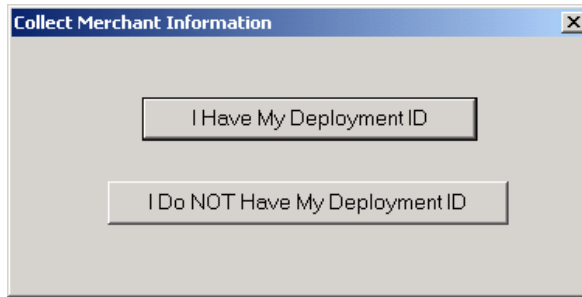 Collect Merchant Information
I Have My Deployment ID
I Do NOT Have My Deployment ID